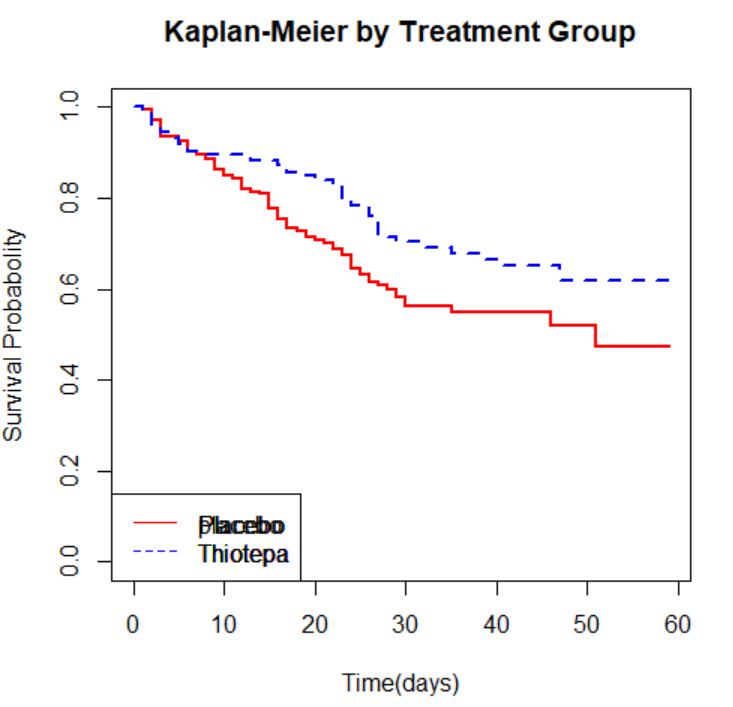 Kaplan-Meier by Treatment Group
Survival Probabolity
1.0
0.8
0.6
0.4
0.2
0.0
Placebo
Thiotepa
0 10 20 30 40 50 60
Time(days)